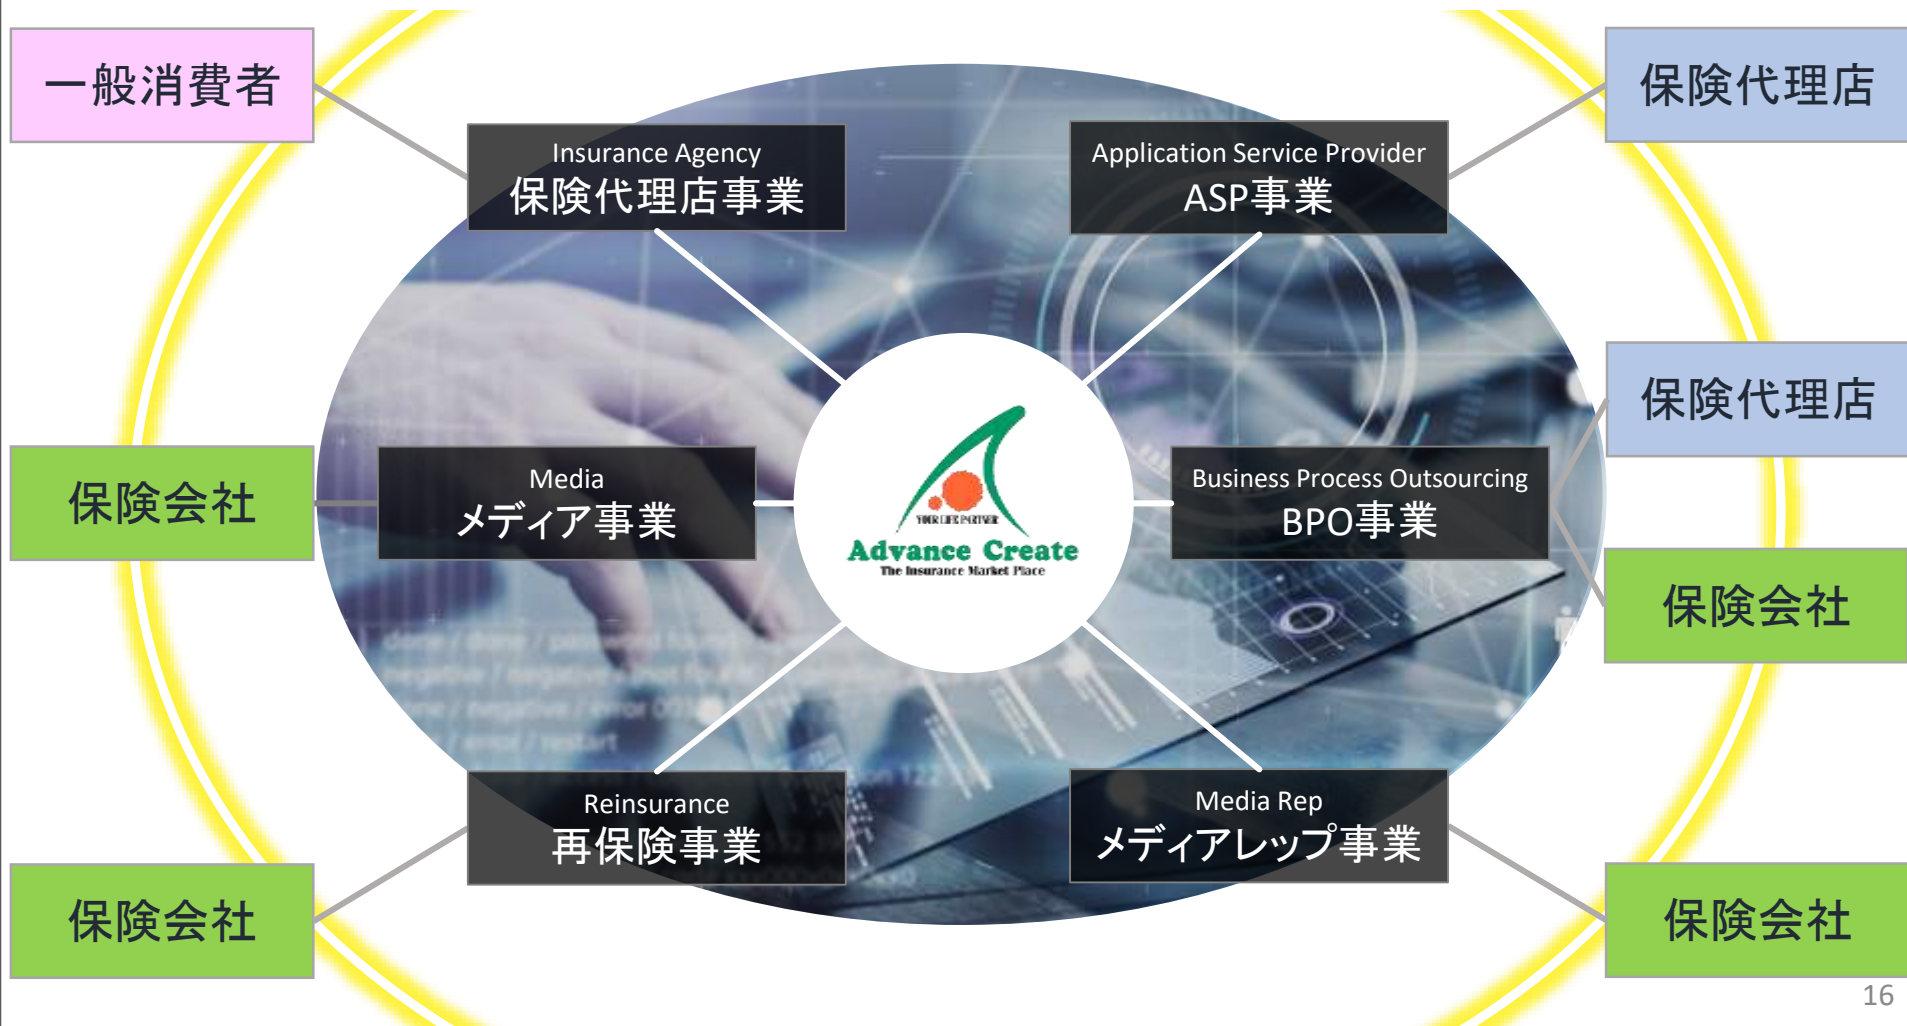 一般消費者
保険代理店
Insurance Agency
保険代理店事業
Application Service Provider
ASP事業
保険代理店
保険会社
Media
メディア事業
YOUR LIFE PARTNER
Advance Create
The Insurance Market Place
Business Process Outsourcing
BPO事業
保険会社
done / done / password found
Reinsurance
再保険事業
Media Rep
メディアレップ事業
保険会社
保険会社
16